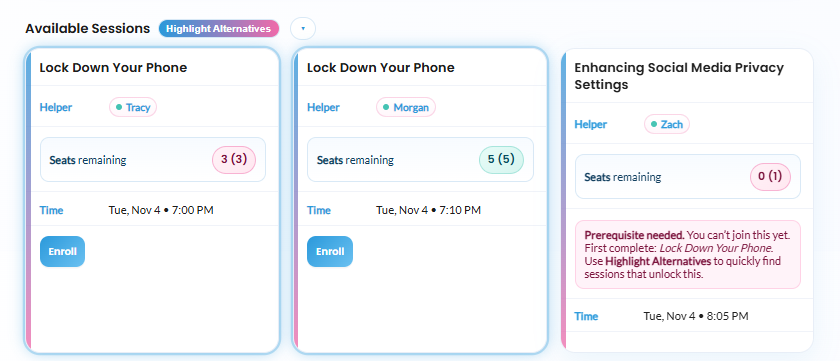 Available Sessions Highlight Alternatives
Lock Down Your Phone
Helper Tracy
Seats remaining 3 (3)
Time Tue, Nov 4 • 7:00 PM
Enroll
Lock Down Your Phone
Helper Morgan
Seats remaining 5 (5)
Time Tue, Nov 4 • 7:10 PM
Enroll
Enhancing Social Media Privacy
Settings
Helper Zach
Seats remaining 0 (1)
Prerequisite needed. You can't join this yet.
First complete: Lock Down Your Phone.
Use Highlight Alternatives to quickly find
sessions that unlock this.
Time Tue, Nov 4 • 8:05 PM